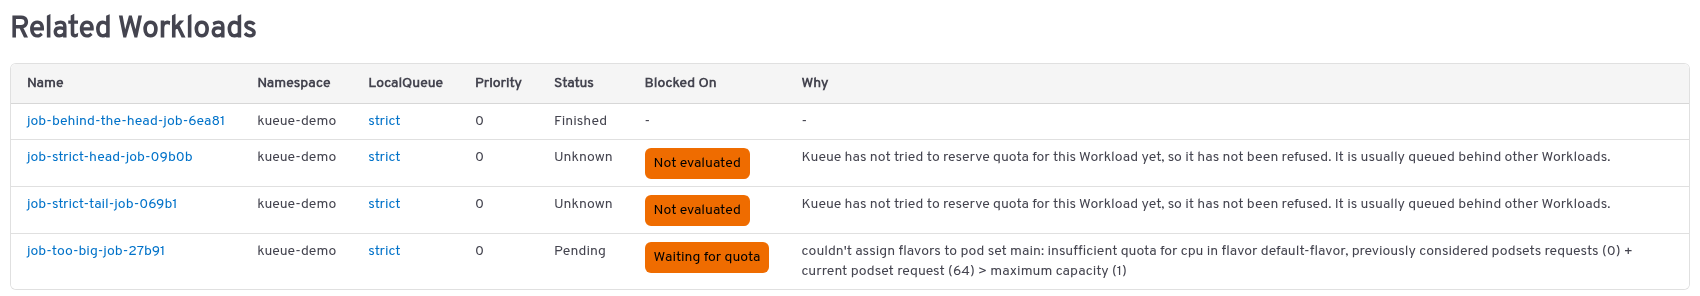 Related Workloads
Name Namespace LocalQueue Priority Status Blocked On Why
job-behind-the-head-job-6ea81 kueue-demo strict 0 Finished - -
job-strict-head-job-09b0b kueue-demo strict 0 Unknown Not evaluated Kueue has not tried to reserve quota for this Workload yet, so it has not been refused. It is usually queued behind other Workloads.
job-strict-tail-job-069b1 kueue-demo strict 0 Unknown Not evaluated Kueue has not tried to reserve quota for this Workload yet, so it has not been refused. It is usually queued behind other Workloads.
job-too-big-job-27b91 kueue-demo strict 0 Pending Waiting for quota couldn't assign flavors to pod set main: insufficient quota for cpu in flavor default-flavor, previously considered podsets requests (0) +
current podset request (64) > maximum capacity (1)